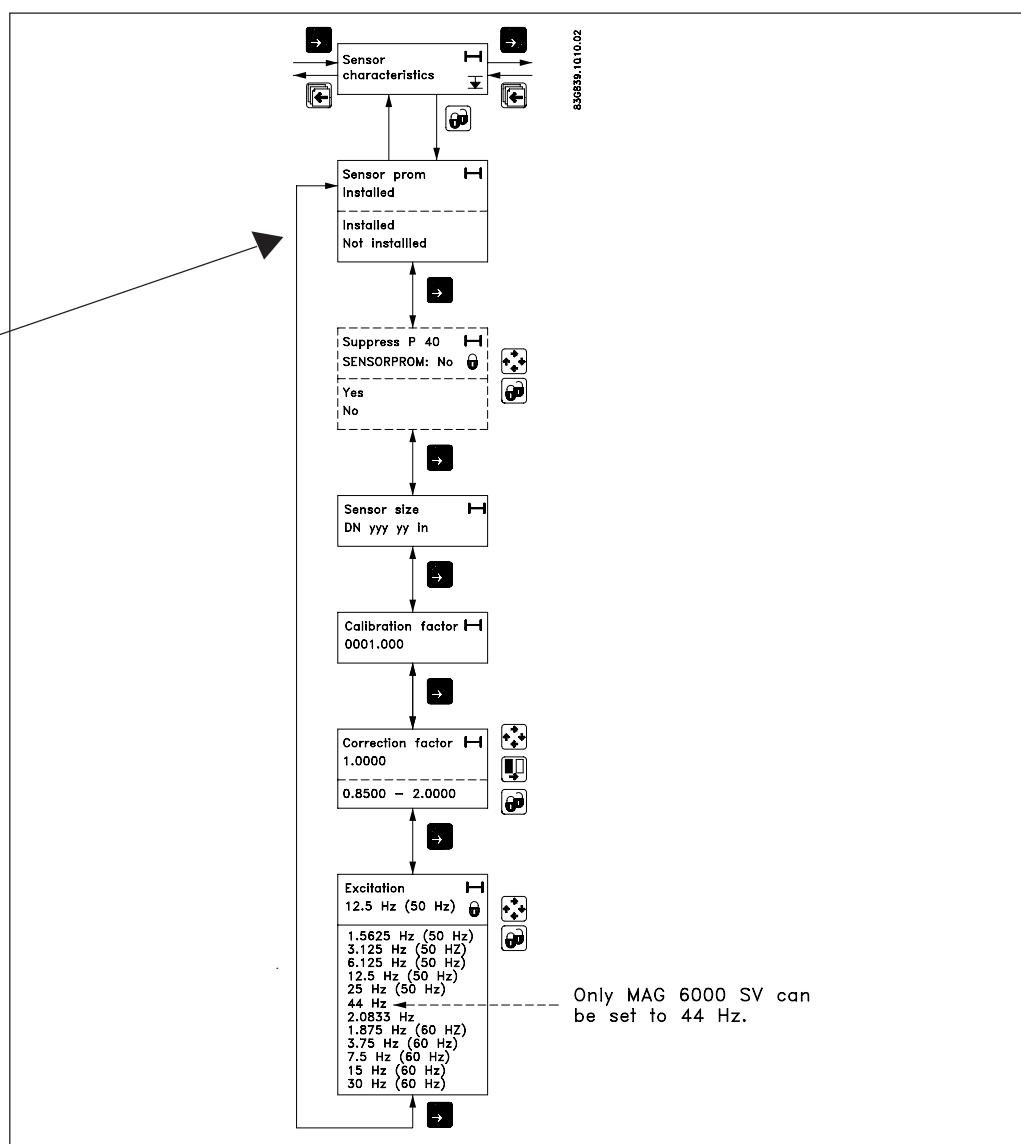 Sensor
characteristics
83G839.10.10.02
Sensor prom
Installed
Installed
Not installled
Suppress P 40
SENSORPROM: No
Yes
No
Sensor size
DN yyy yy in
Calibration factor
0001.000
Correction factor
1.0000
0.8500 – 2.0000
Excitation
12.5 Hz (50 Hz)
1.5625 Hz (50 Hz)
3.125 Hz (50 HZ)
6.125 Hz (50 Hz)
12.5 Hz (50 Hz)
25 Hz (50 Hz)
44 Hz
2.0833 Hz
1.875 Hz (60 HZ)
3.75 Hz (60 Hz)
7.5 Hz (60 Hz)
15 Hz (60 Hz)
30 Hz (60 Hz)
Only MAG 6000 SV can
be set to 44 Hz.